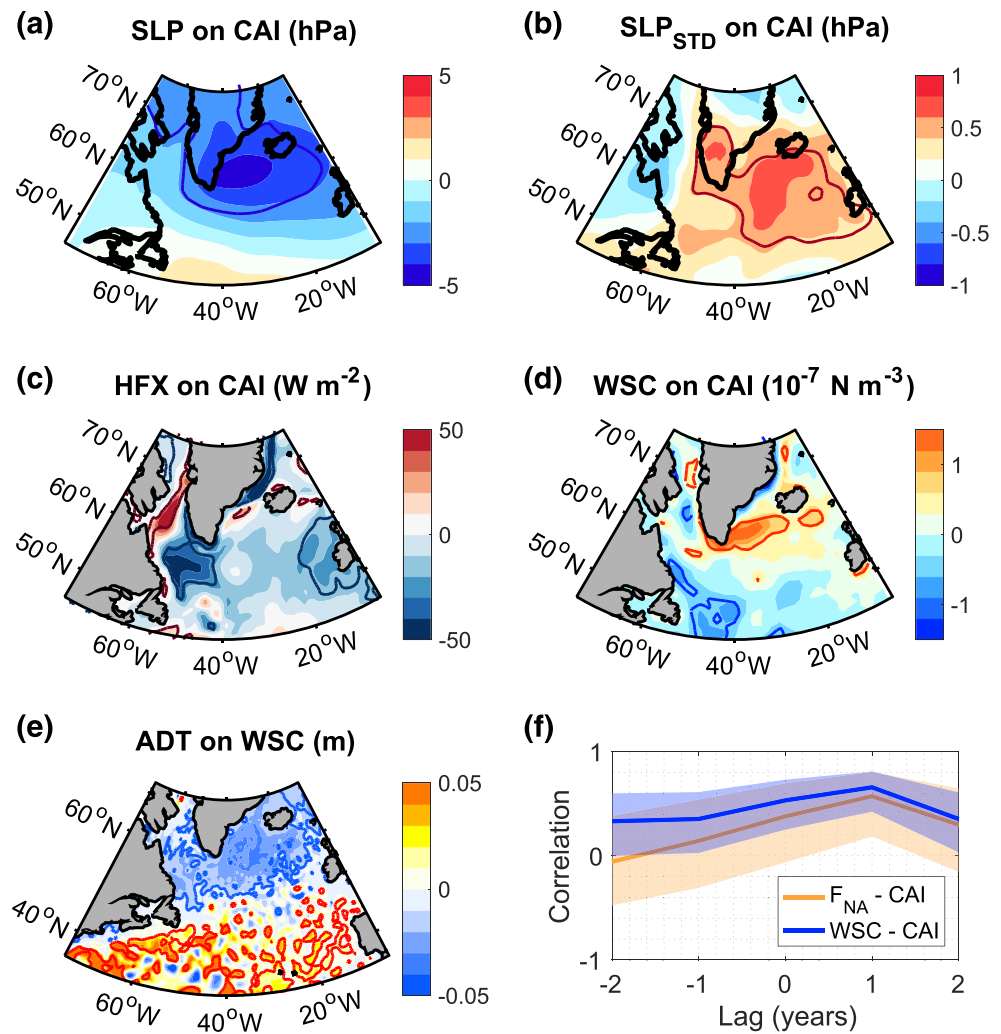 (a)
SLP on CAI (hPa)
70°N
60°N
50°N
60°W
40°W
20°W
5
0
-5
(b)
SLP_STD on CAI (hPa)
70°N
60°N
50°N
60°W
40°W
20°W
1
0.5
0
-0.5
-1
(c)
HFX on CAI (W m⁻²)
70°N
60°N
50°N
60°W
40°W
20°W
50
0
-50
(d)
WSC on CAI (10⁻⁷ N m⁻³)
70°N
60°N
50°N
60°W
40°W
20°W
1
0
-1
(e)
ADT on WSC (m)
60°N
40°N
60°W
40°W
20°W
0.05
0
-0.05
(f)
Correlation
1
0
-1
F_NA - CAI
WSC - CAI
-2
-1
0
1
2
Lag (years)